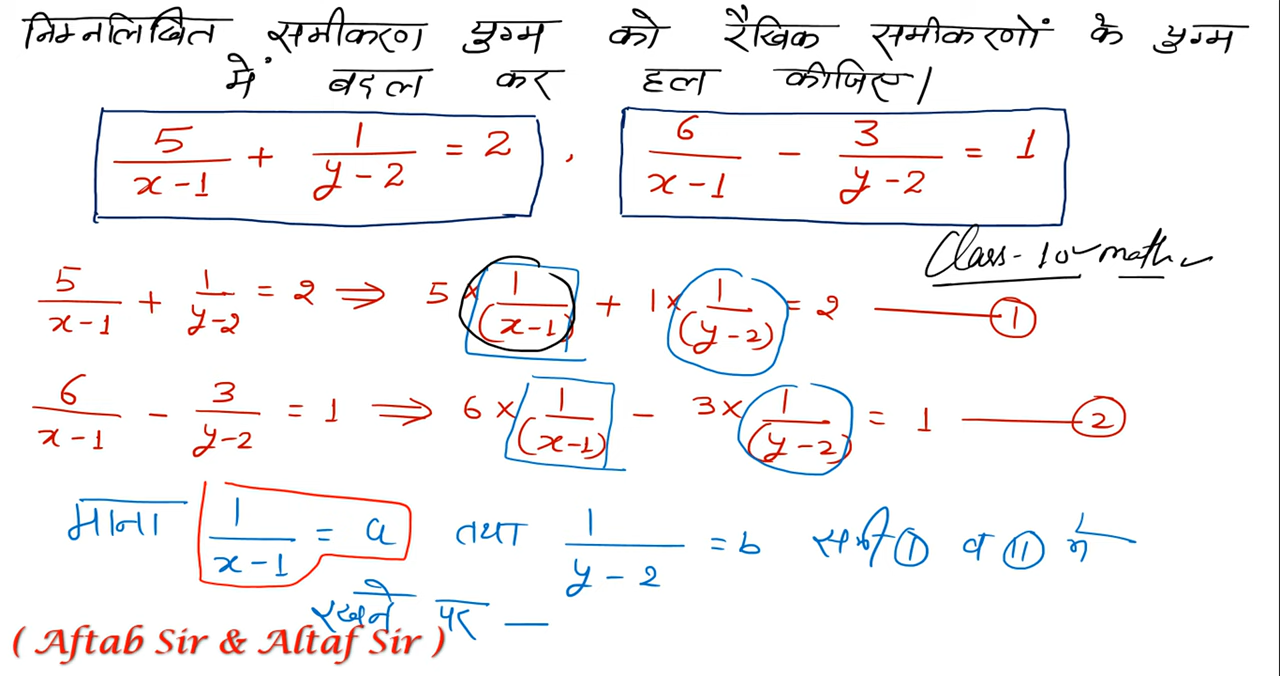 निम्नलिखित समीकरण युग्म को रैखिक समीकरणों के युग्म
में बदल कर हल कीजिए।
5/(x-1) + 1/(y-2) = 2 , 6/(x-1) - 3/(y-2) = 1
Class-10 math
5/(x-1) + 1/(y-2) = 2 ⇒ 5 × 1/(x-1) + 1 × 1/(y-2) = 2 —— ①
6/(x-1) - 3/(y-2) = 1 ⇒ 6 × 1/(x-1) - 3 × 1/(y-2) = 1 —— ②
माना 1/(x-1) = a तथा 1/(y-2) = b समी ① व ⑪ में
रखने पर —
( Aftab Sir & Altaf Sir )